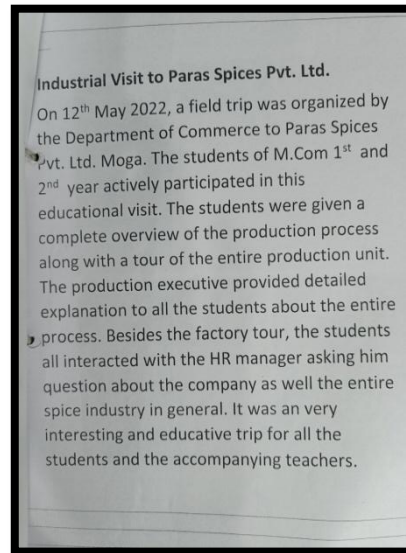 Industrial Visit to Paras Spices Pvt. Ltd.
On 12th May 2022, a field trip was organized by
the Department of Commerce to Paras Spices
Pvt. Ltd. Moga. The students of M.Com 1st and
2nd year actively participated in this
educational visit. The students were given a
complete overview of the production process
along with a tour of the entire production unit.
The production executive provided detailed
explanation to all the students about the entire
process. Besides the factory tour, the students
all interacted with the HR manager asking him
question about the company as well the entire
spice industry in general. It was an very
interesting and educative trip for all the
students and the accompanying teachers.